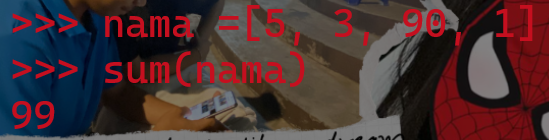 >>> nama =[5, 3, 90, 1]
>>> sum(nama)
99